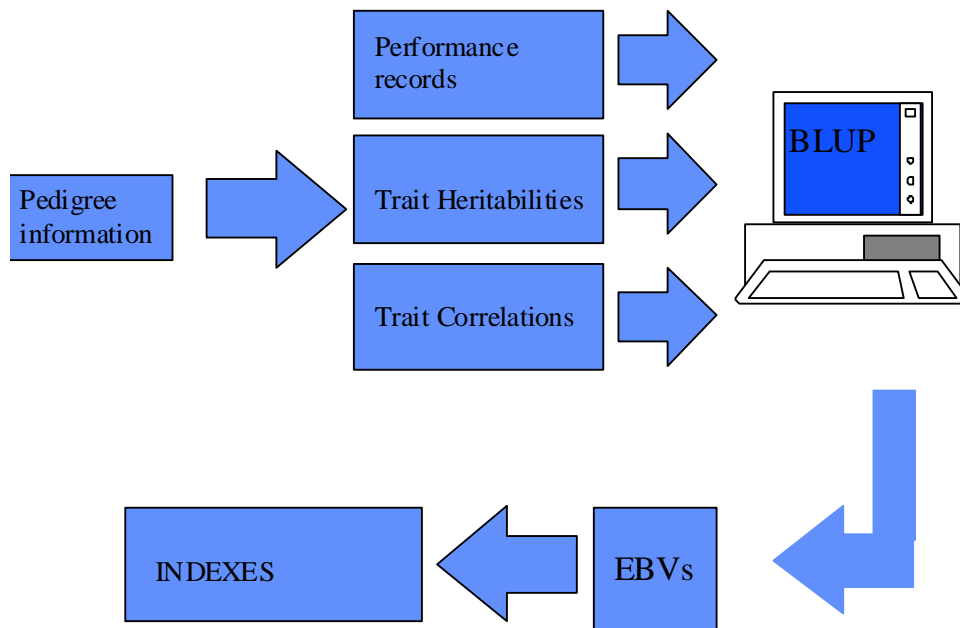 Performance
records
BLUP
Pedigree
information
Trait Heritabilities
Trait Correlations
INDEXES
EBVs